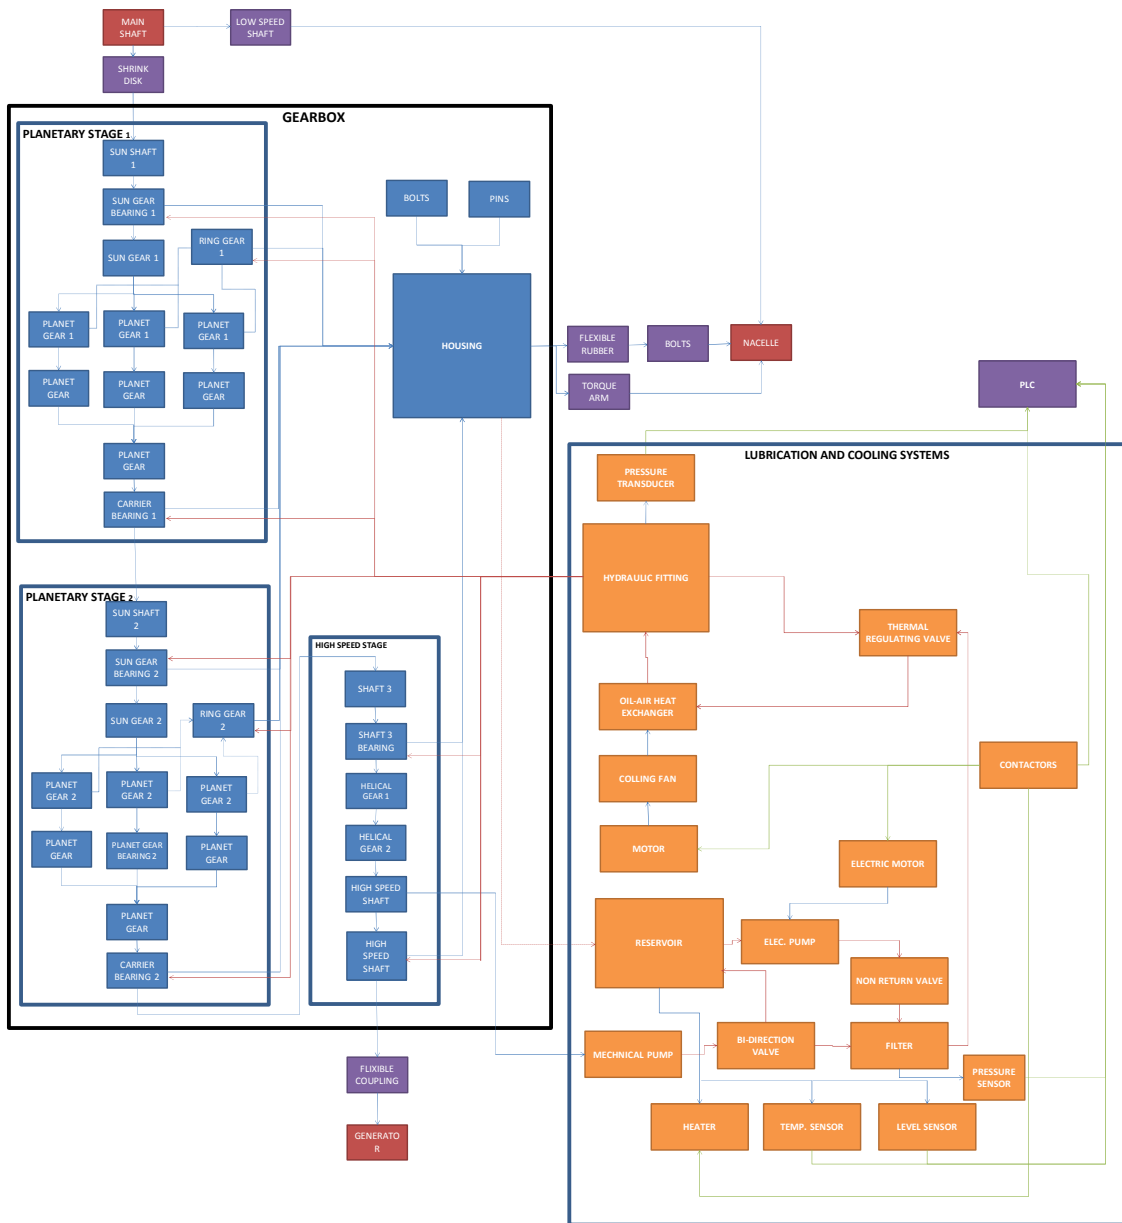 MAIN
SHAFT
LOW SPEED
SHAFT
SHRINK
DISK
GEARBOX
PLANETARY STAGE 1
SUN SHAFT
1
SUN GEAR
BEARING 1
SUN GEAR 1
RING GEAR
1
PLANET
GEAR 1
PLANET
GEAR 1
PLANET
GEAR 1
PLANET
GEAR
PLANET
GEAR
PLANET
GEAR
PLANET
GEAR
CARRIER
BEARING 1
BOLTS
PINS
HOUSING
FLEXIBLE
RUBBER
BOLTS
NACELLE
TORQUE
ARM
PLC
PLANETARY STAGE 2
SUN SHAFT
2
SUN GEAR
BEARING 2
SUN GEAR 2
RING GEAR
2
PLANET
GEAR 2
PLANET
GEAR 2
PLANET
GEAR 2
PLANET
GEAR
PLANET GEAR
BEARING 2
PLANET
GEAR
PLANET
GEAR
CARRIER
BEARING 2
HIGH SPEED STAGE
SHAFT 3
SHAFT 3
BEARING
HELICAL
GEAR 1
HELICAL
GEAR 2
HIGH SPEED
SHAFT
HIGH
SPEED
SHAFT
FLIXIBLE
COUPLING
GENERATO
R
LUBRICATION AND COOLING SYSTEMS
PRESSURE
TRANSDUCER
HYDRAULIC FITTING
THERMAL
REGULATING VALVE
OIL-AIR HEAT
EXCHANGER
COLLING FAN
CONTACTORS
MOTOR
ELECTRIC MOTOR
RESERVOIR
ELEC. PUMP
NON RETURN VALVE
MECHNICAL PUMP
BI-DIRECTION
VALVE
FILTER
PRESSURE
SENSOR
HEATER
TEMP. SENSOR
LEVEL SENSOR